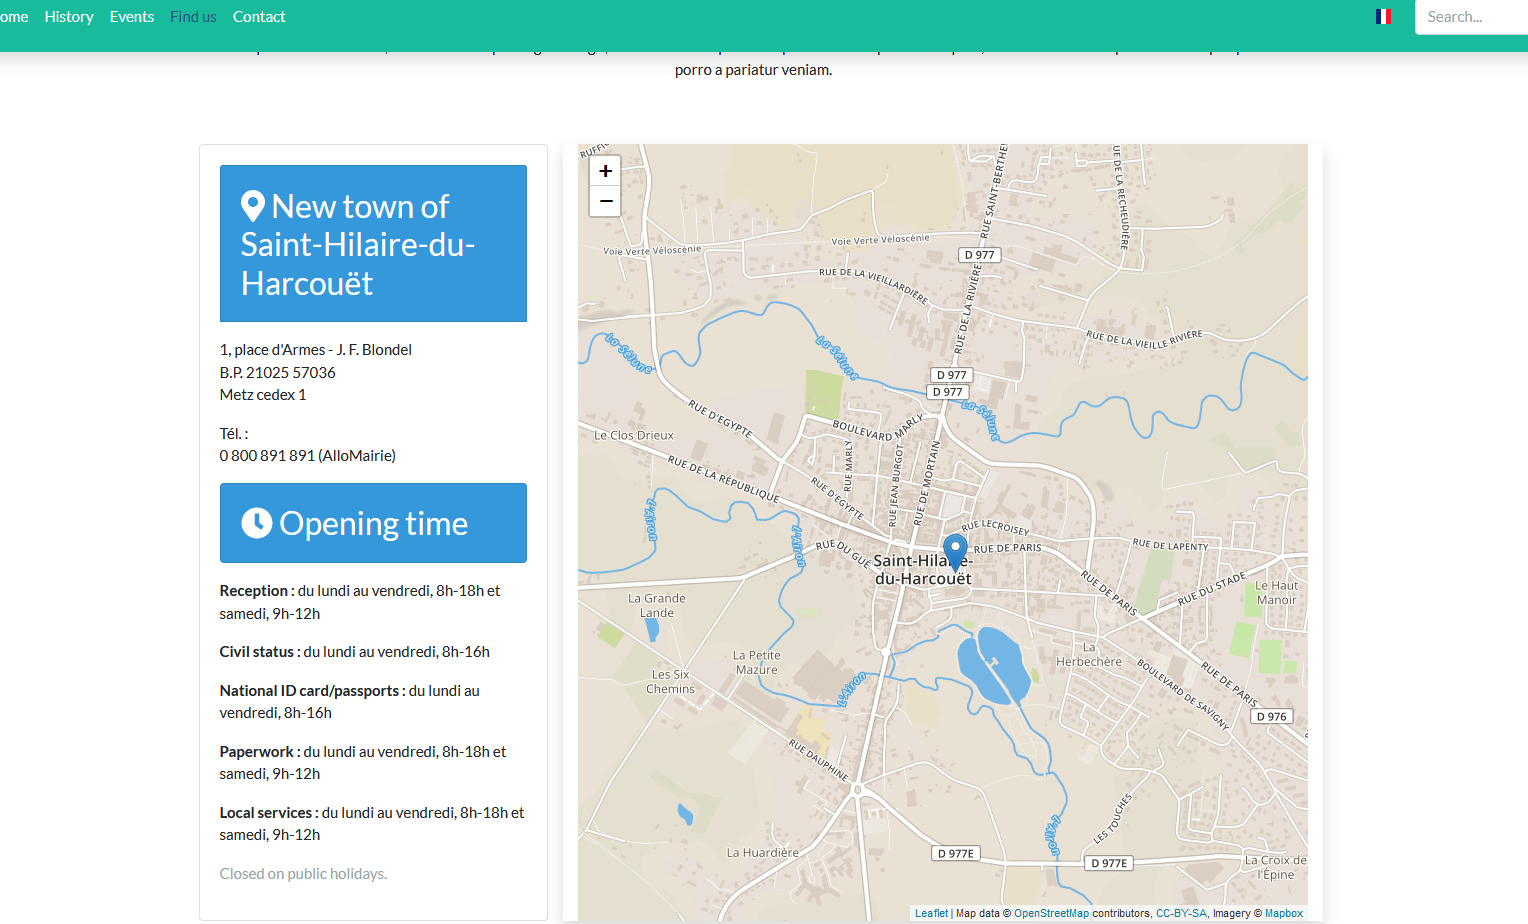 ome History Events Find us Contact
Search...
porro a pariatur veniam.
New town of
Saint-Hilaire-du-
Harcouët
1, place d'Armes - J. F. Blondel
B.P. 21025 57036
Metz cedex 1
Tél. :
0 800 891 891 (AlloMairie)
Opening time
Reception : du lundi au vendredi, 8h-18h et
samedi, 9h-12h
Civil status : du lundi au vendredi, 8h-16h
National ID card/passports : du lundi au
vendredi, 8h-16h
Paperwork : du lundi au vendredi, 8h-18h et
samedi, 9h-12h
Local services : du lundi au vendredi, 8h-18h et
samedi, 9h-12h
Closed on public holidays.
+
−
RUE SAINT-BERTHE
RUE DE LA RECHEUDIÈRE
Voie Verte Véloscénie
Voie Verte Véloscénie
D 977
RUE DE LA VIEILLARDIÈRE
RUE DE LA RIVIÈRE
RUE DE LA VIEILLE RIVIÈRE
La Sélune
La Sélune
D 977
D 977
La Sélune
RUE D'EGYPTE
BOULEVARD MARLY
Le Clos Drieux
RUE MARLY
RUE JEAN BURGOT
RUE DE MORTAIN
RUE DE LA RÉPUBLIQUE
RUE D'EGYPTE
L'Airon
L'Airon
RUE LECROISEY
RUE DU GUÉ
RUE DE PARIS
RUE DE LAPENTY
Saint-Hilaire-
du-Harcouët
RUE DE PARIS
RUE DU STADE
Le Haut
Manoir
La Grande
Lande
La Petite
Mazure
La
Herbechère
Les Six
Chemins
L'Airon
BOULEVARD DE SAVIGNY
RUE DE PARIS
D 976
RUE DAUPHINE
LES TOUCHES
L'Airon
La Huardière
D 977E
D 977E
La Croix de
l'Épine
Leaflet | Map data © OpenStreetMap contributors, CC-BY-SA, Imagery © Mapbox